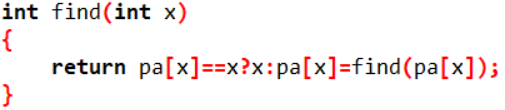 int find(int x)
{
    return pa[x]==x?x:pa[x]=find(pa[x]);
}